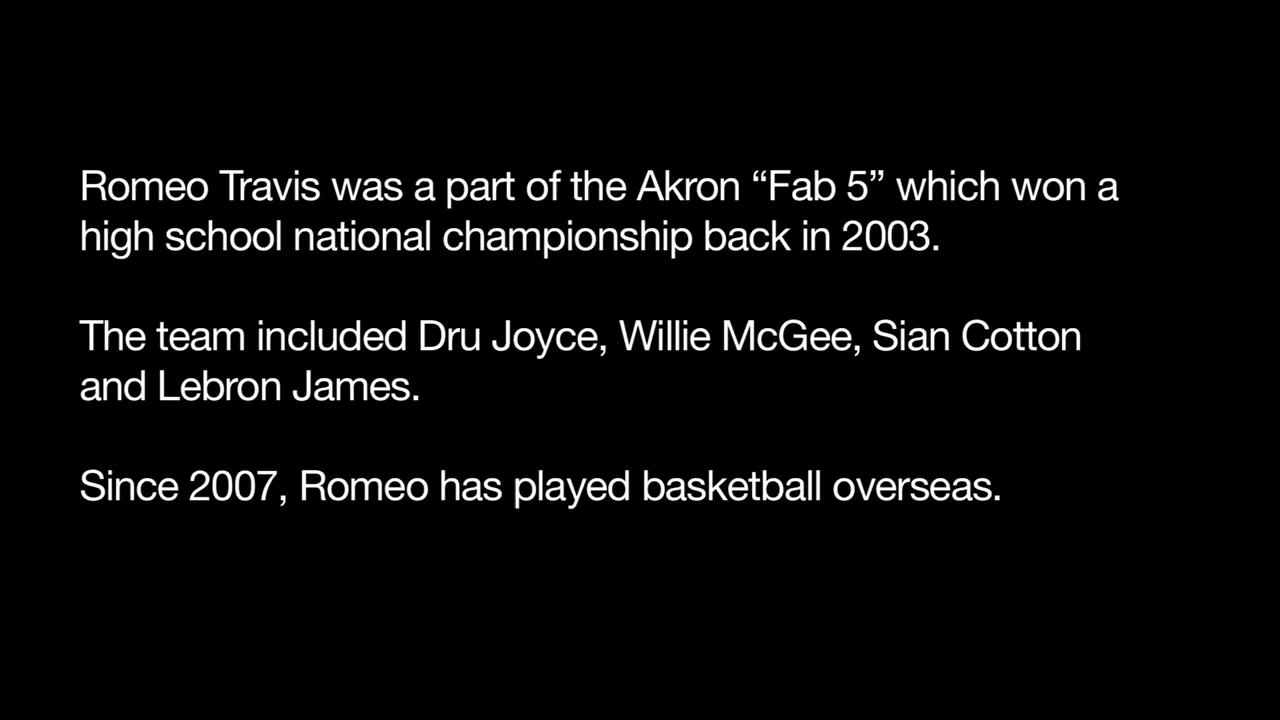 Romeo Travis was a part of the Akron “Fab 5” which won a
high school national championship back in 2003.
The team included Dru Joyce, Willie McGee, Sian Cotton
and Lebron James.
Since 2007, Romeo has played basketball overseas.